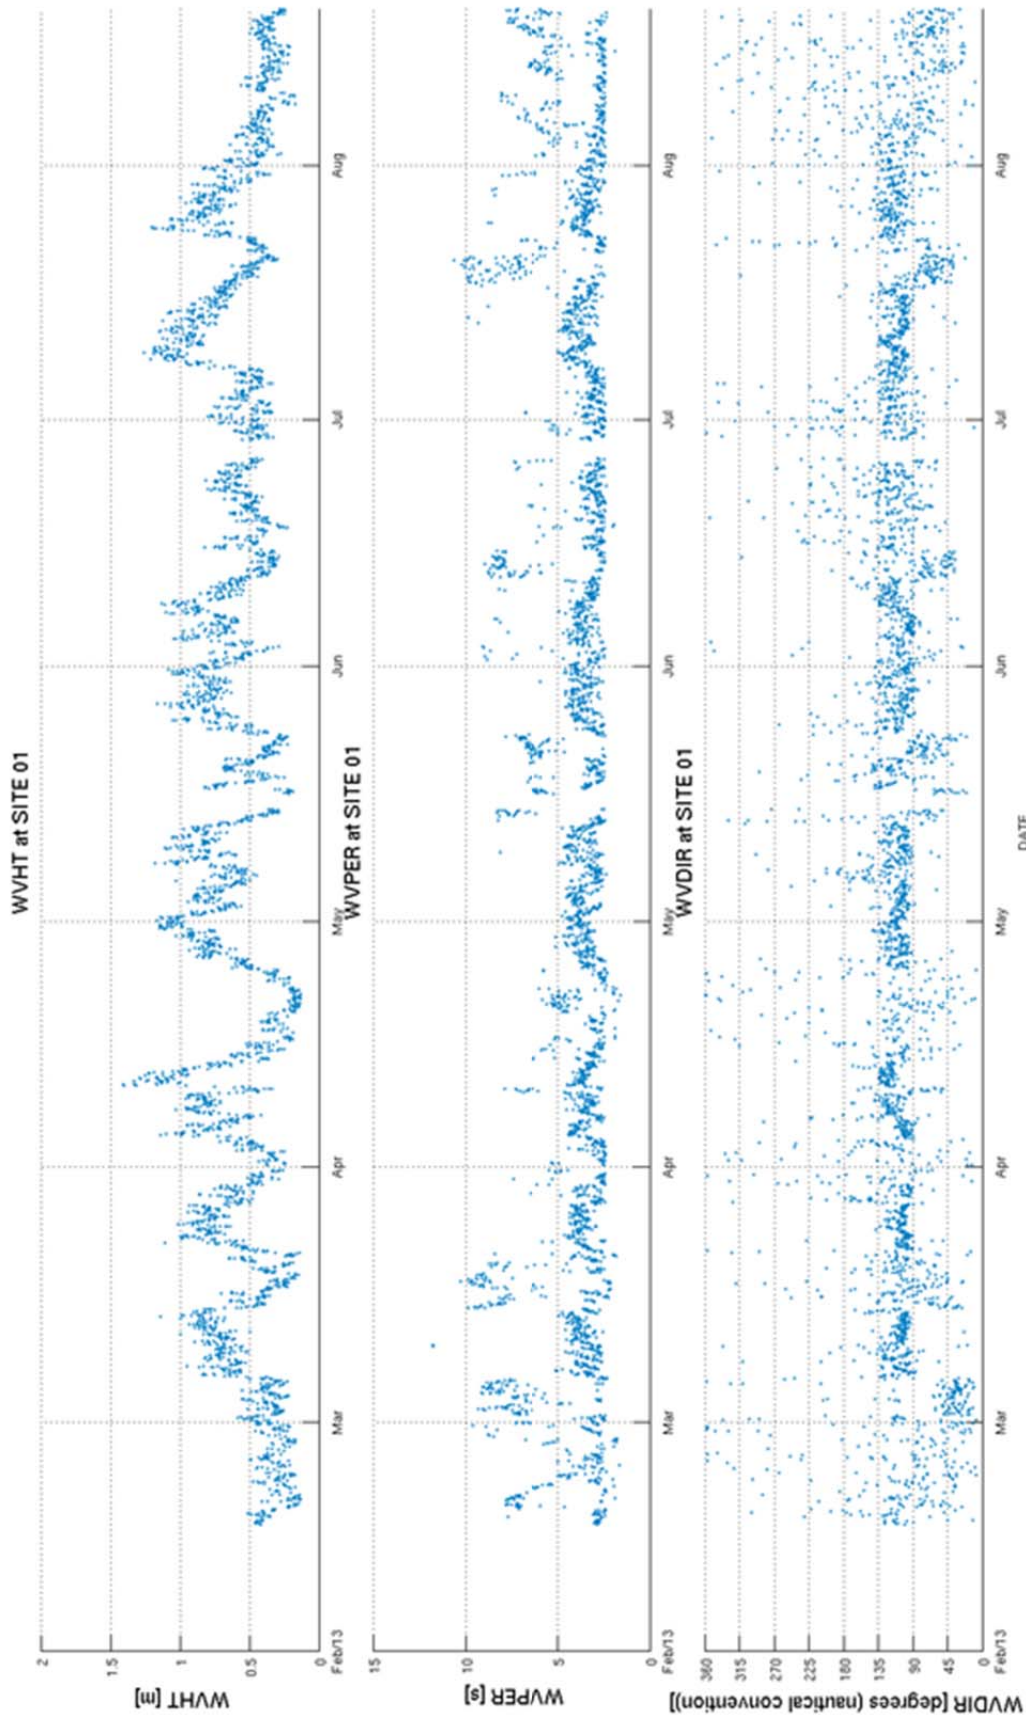 WVHT at SITE 01
WVHT [m]
2
1.5
1
0.5
0
Feb/13
Mar
Apr
May
Jun
Jul
Aug
WVPER at SITE 01
WVPER [s]
15
10
5
0
Feb/13
Mar
Apr
May
Jun
Jul
Aug
WVDIR at SITE 01
WVDIR [degrees (nautical convention)]
360
315
270
225
180
135
90
45
0
Feb/13
Mar
Apr
May
Jun
Jul
Aug
DATE